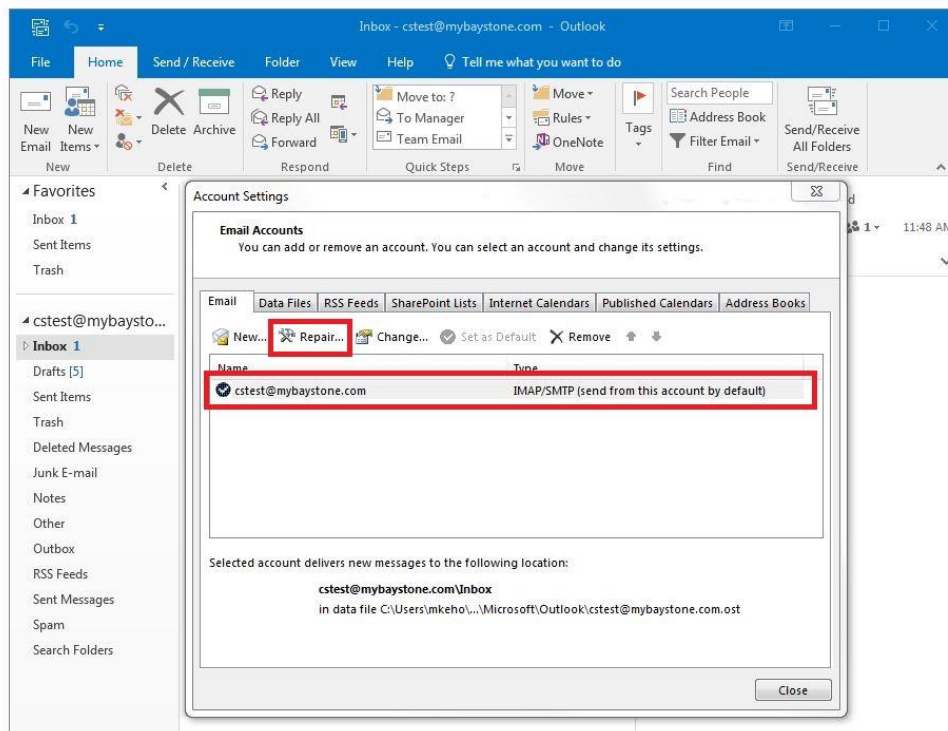 Inbox - cstest@mybaystone.com - Outlook
File Home Send / Receive Folder View Help Tell me what you want to do
New Email
New Items
Delete
Archive
Reply
Reply All
Forward
Move to: ?
To Manager
Team Email
Move
Rules
OneNote
Tags
Search People
Address Book
Filter Email
Send/Receive All Folders
New Delete Respond Quick Steps Move Find Send/Receive
Favorites
Inbox 1
Sent Items
Trash
cstest@mybaysto...
Inbox 1
Drafts [5]
Sent Items
Trash
Deleted Messages
Junk E-mail
Notes
Other
Outbox
RSS Feeds
Sent Messages
Spam
Search Folders
d
1
11:48 AM
Account Settings
Email Accounts
You can add or remove an account. You can select an account and change its settings.
Email Data Files RSS Feeds SharePoint Lists Internet Calendars Published Calendars Address Books
New... Repair... Change... Set as Default Remove
Name Type
cstest@mybaystone.com IMAP/SMTP (send from this account by default)
Selected account delivers new messages to the following location:
cstest@mybaystone.com\Inbox
in data file C:\Users\mkeho\...\Microsoft\Outlook\cstest@mybaystone.com.ost
Close